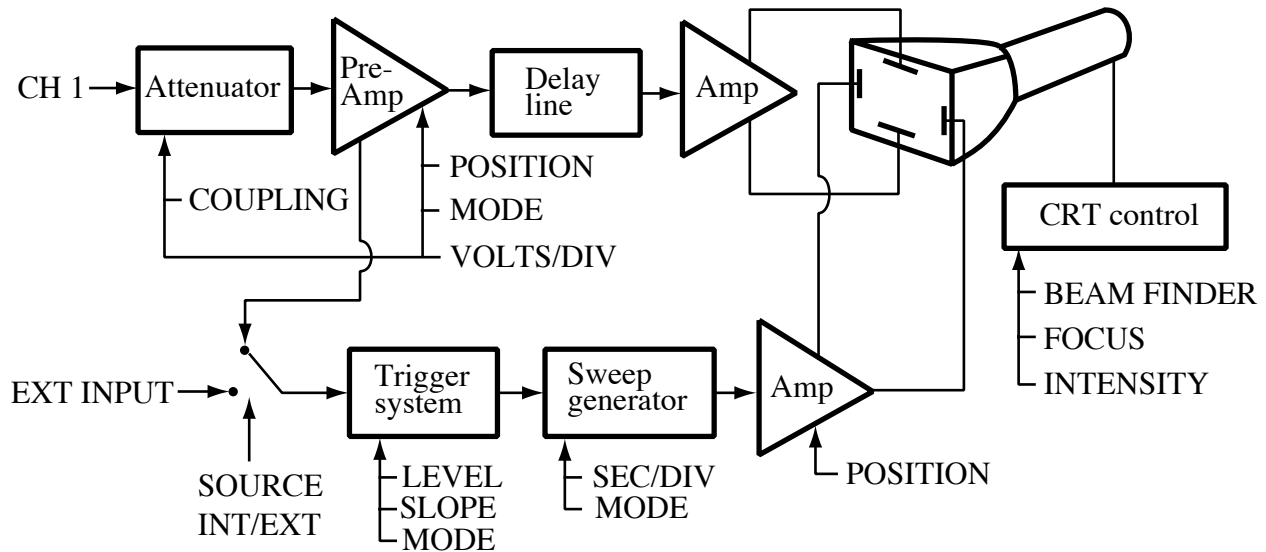 CH 1
Attenuator
Pre-
Amp
Delay
line
Amp
COUPLING
POSITION
MODE
VOLTS/DIV
CRT control
BEAM FINDER
FOCUS
INTENSITY
EXT INPUT
SOURCE
INT/EXT
Trigger
system
LEVEL
SLOPE
MODE
Sweep
generator
SEC/DIV
MODE
Amp
POSITION